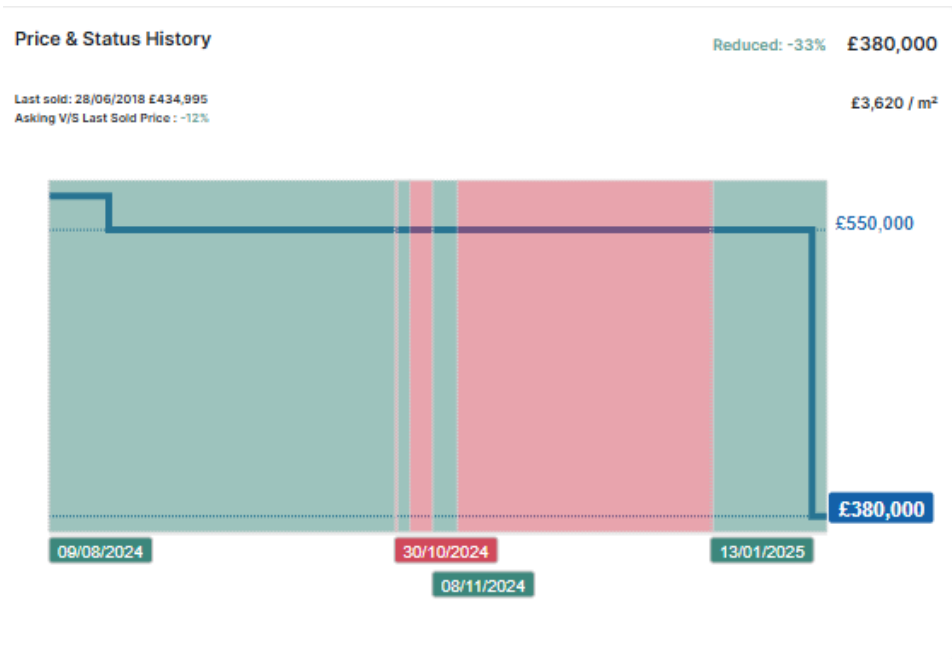 Price & Status History
Reduced: -33% £380,000
Last sold: 28/06/2018 £434,995
Asking V/S Last Sold Price : -12%
£3,620 / m²
£550,000
£380,000
09/08/2024
30/10/2024
13/01/2025
08/11/2024